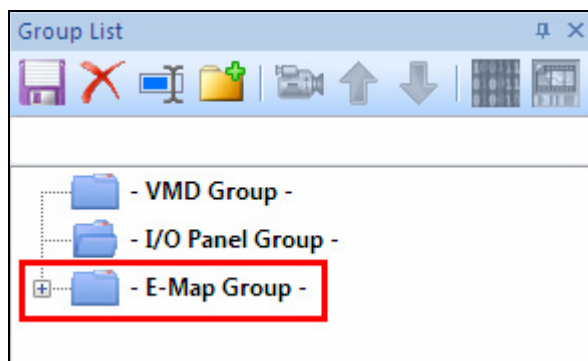 Group List
- VMD Group -
- I/O Panel Group -
- E-Map Group -